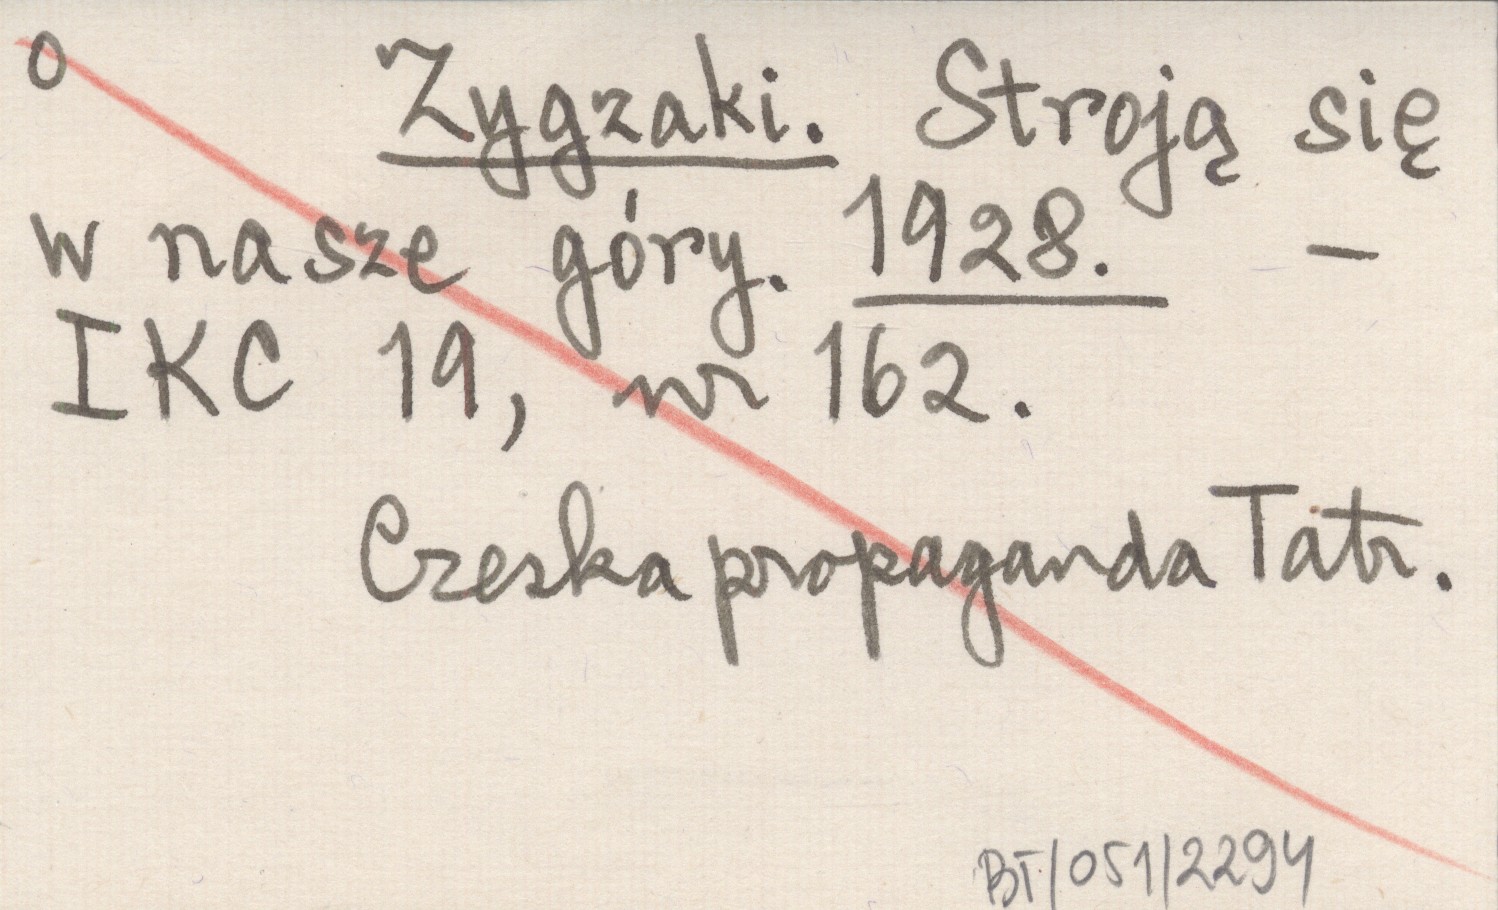 o Zygzaki. Stroją się
w nasze góry. 1928. –
IKC 19, nr 162.
Czeska propaganda Tatr.
BT/051/2294